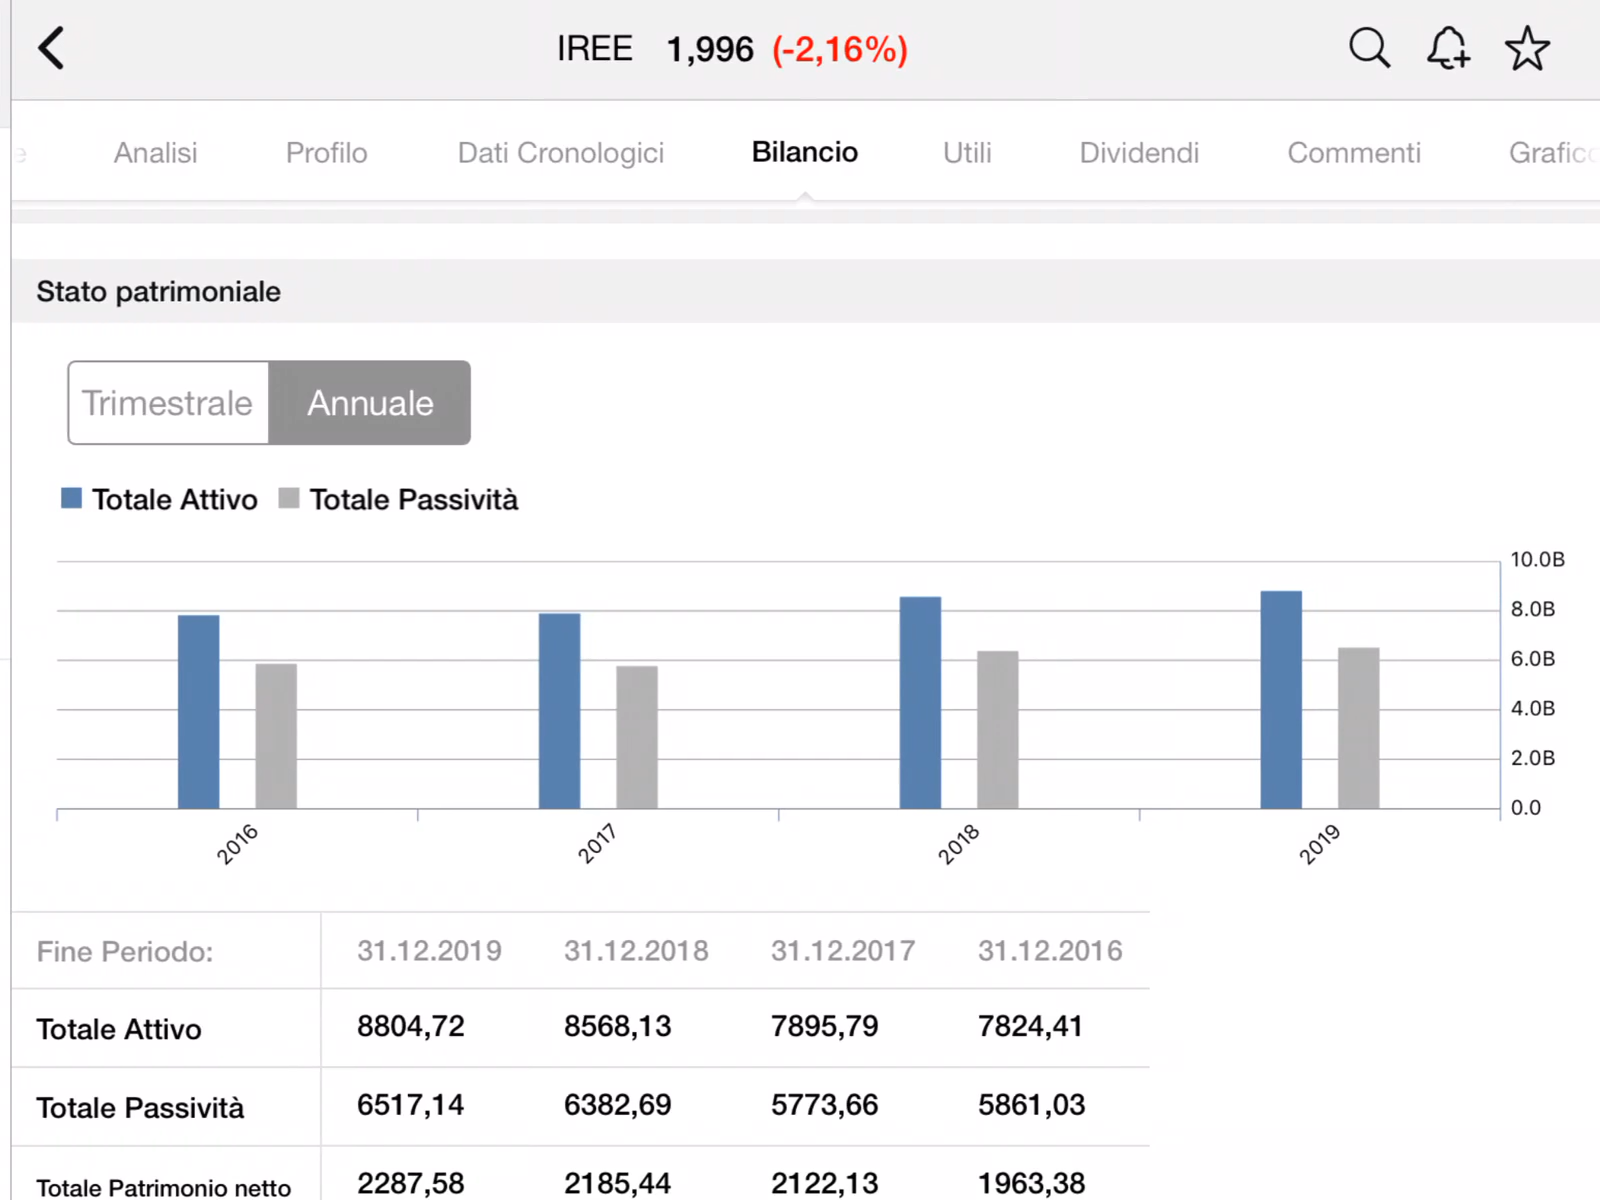 IREE 1,996 (-2,16%)
Analisi Profilo Dati Cronologici Bilancio Utili Dividendi Commenti Grafico
Stato patrimoniale
Trimestrale Annuale
Totale Attivo Totale Passività
10.0B
8.0B
6.0B
4.0B
2.0B
0.0
2016 2017 2018 2019
Fine Periodo: 31.12.2019 31.12.2018 31.12.2017 31.12.2016
Totale Attivo 8804,72 8568,13 7895,79 7824,41
Totale Passività 6517,14 6382,69 5773,66 5861,03
Totale Patrimonio netto 2287,58 2185,44 2122,13 1963,38